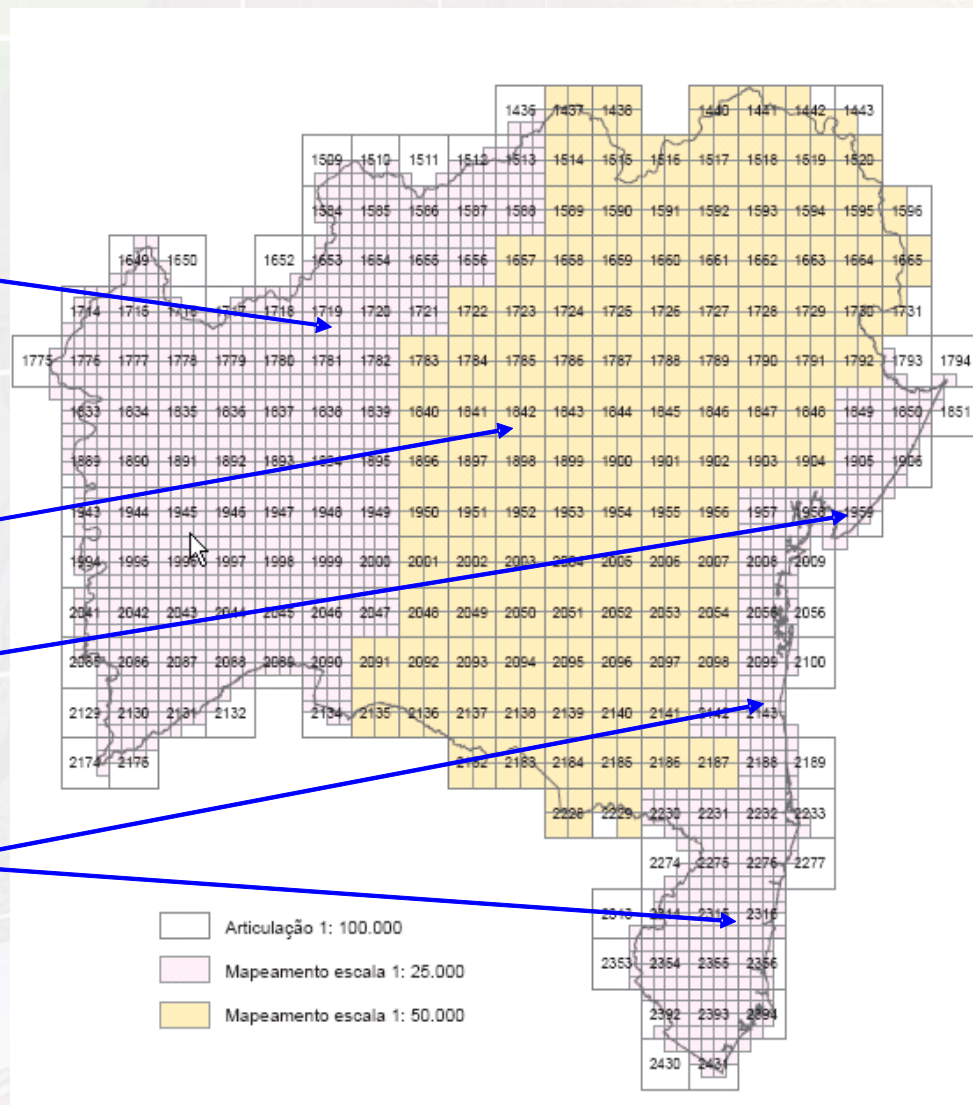 1436 1437 1438 1440 1441 1442 1443
1509 1510 1511 1512 1513 1514 1515 1516 1517 1518 1519 1520
1584 1585 1586 1587 1588 1589 1590 1591 1592 1593 1594 1595 1596
1649 1650 1652 1653 1654 1655 1656 1657 1658 1659 1660 1661 1662 1663 1664 1665
1714 1715 1716 1717 1718 1719 1720 1721 1722 1723 1724 1725 1726 1727 1728 1729 1730 1731
1775 1776 1777 1778 1779 1780 1781 1782 1783 1784 1785 1786 1787 1788 1789 1790 1791 1792 1793 1794
1833 1834 1835 1836 1837 1838 1839 1840 1841 1842 1843 1844 1845 1846 1847 1848 1849 1850 1851
1889 1890 1891 1892 1893 1894 1895 1896 1897 1898 1899 1900 1901 1902 1903 1904 1905 1906
1943 1944 1945 1946 1947 1948 1949 1950 1951 1952 1953 1954 1955 1956 1957 1958 1959
1994 1995 1996 1997 1998 1999 2000 2001 2002 2003 2004 2005 2006 2007 2008 2009
2041 2042 2043 2044 2045 2046 2047 2048 2049 2050 2051 2052 2053 2054 2055 2056
2085 2086 2087 2088 2089 2090 2091 2092 2093 2094 2095 2096 2097 2098 2099 2100
2129 2130 2131 2132 2134 2135 2136 2137 2138 2139 2140 2141 2142 2143
2174 2175 2182 2183 2184 2185 2186 2187 2188 2189
2228 2229 2230 2231 2232 2233
2274 2275 2276 2277
2313 2314 2315 2316
2353 2354 2355 2356
2392 2393 2394
2430 2431
Articulação 1: 100.000
Mapeamento escala 1: 25.000
Mapeamento escala 1: 50.000